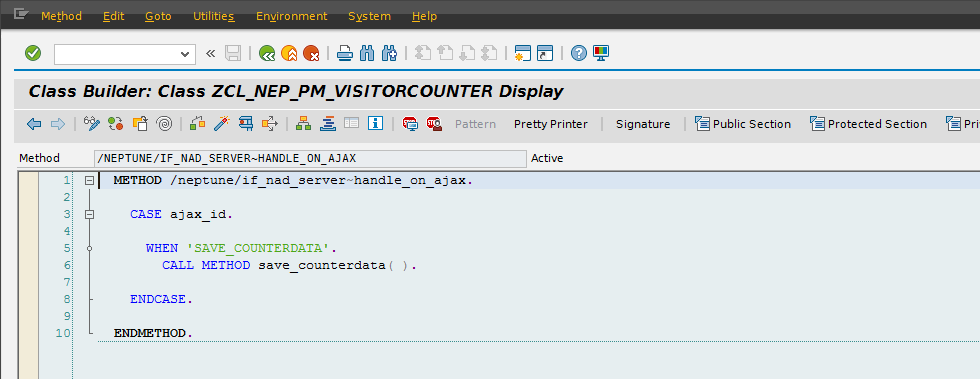 Method Edit Goto Utilities Environment System Help
Class Builder: Class ZCL_NEP_PM_VISITORCOUNTER Display
Pattern Pretty Printer Signature Public Section Protected Section Pri
Method /NEPTUNE/IF_NAD_SERVER~HANDLE_ON_AJAX Active
1 METHOD /neptune/if_nad_server~handle_on_ajax.
2
3 CASE ajax_id.
4
5 WHEN 'SAVE_COUNTERDATA'.
6 CALL METHOD save_counterdata( ).
7
8 ENDCASE.
9
10 ENDMETHOD.